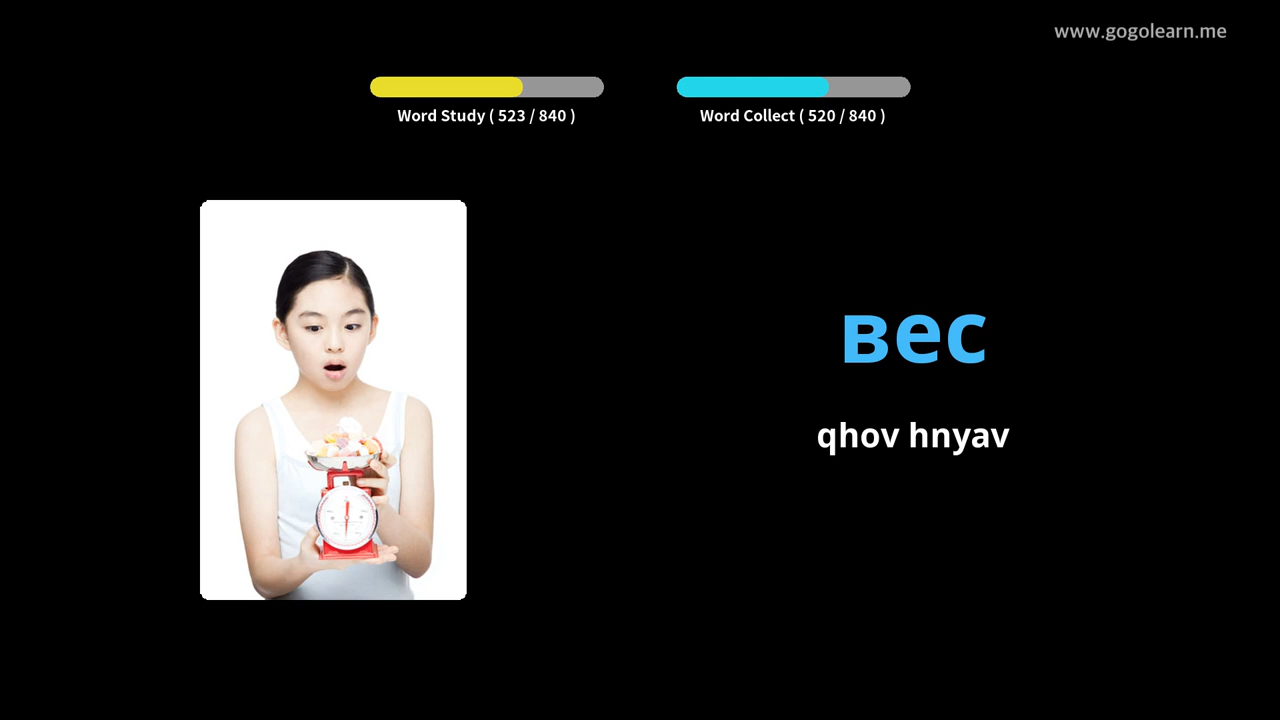 www.gogolearn.me
Word Study ( 523 / 840 )
Word Collect ( 520 / 840 )
вес
qhov hnyav